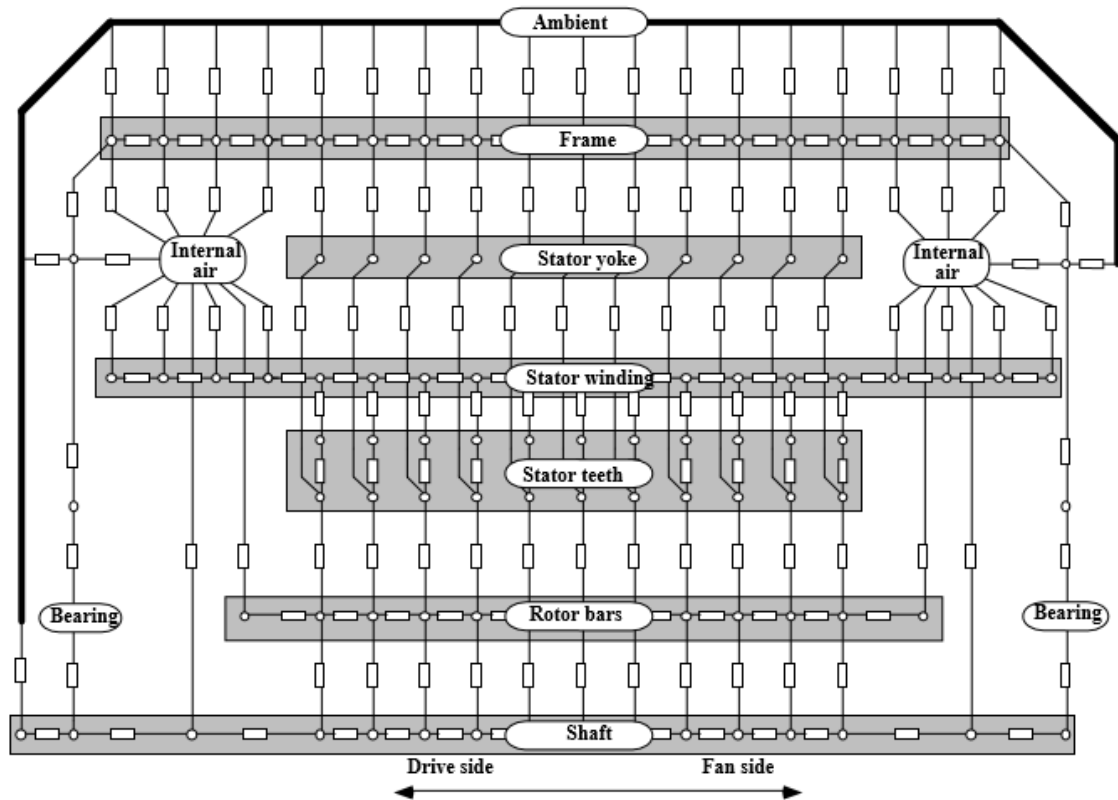 Ambient
Frame
Internal
air
Stator yoke
Internal
air
Stator winding
Stator teeth
Bearing
Rotor bars
Bearing
Shaft
Drive side
Fan side